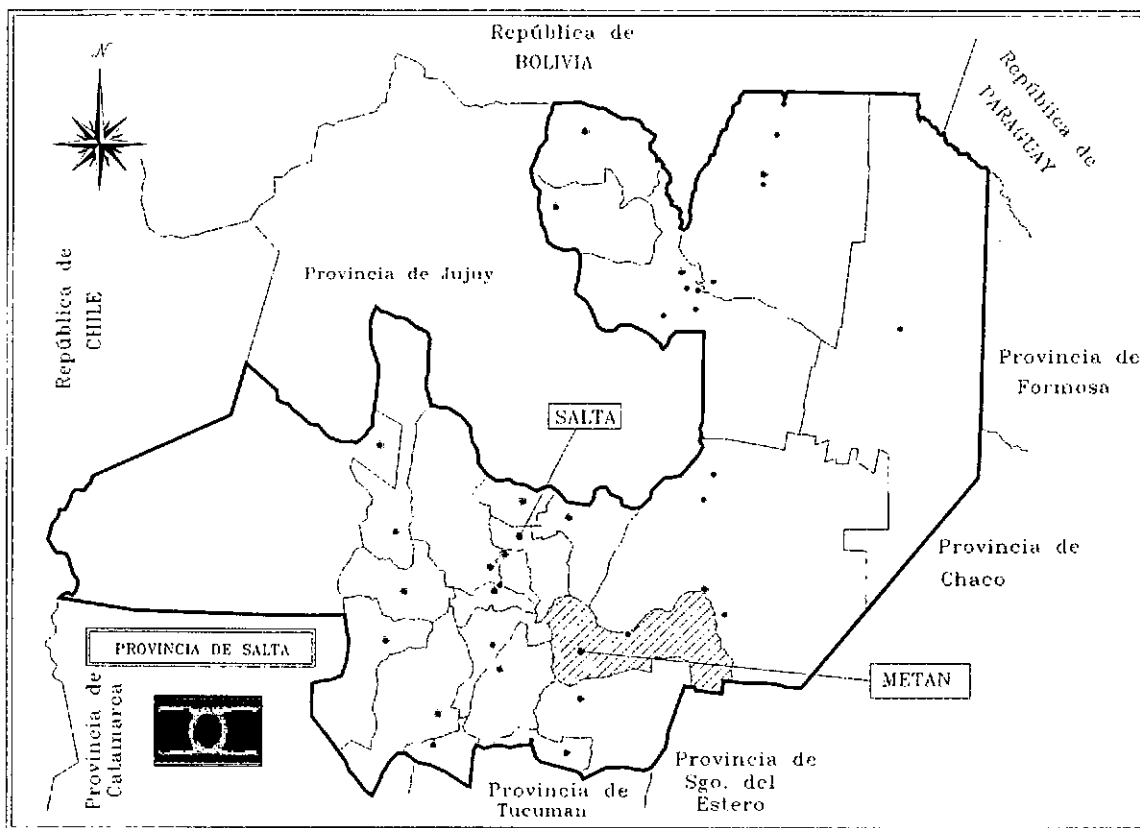 N
República de
BOLIVIA
República de
PARAGUAY
República de
CHILE
Provincia de Jujuy
Provincia de
Formosa
SALTA
Provincia de
Chaco
PROVINCIA DE SALTA
METAN
Provincia de
Catamarca
Provincia de
Tucuman
Provincia de
Sgo. del
Estero